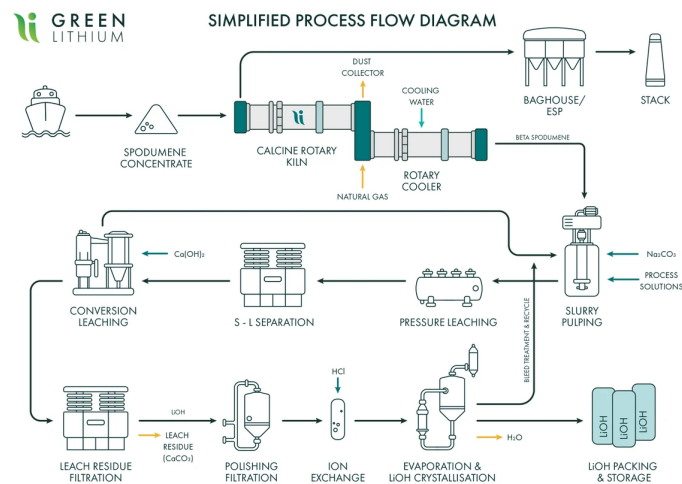 GREEN
LITHIUM
SIMPLIFIED PROCESS FLOW DIAGRAM
DUST
COLLECTOR
COOLING
WATER
BAGHOUSE/
ESP
STACK
SPODUMENE
CONCENTRATE
CALCINE ROTARY
KILN
BETA SPODUMENE
ROTARY
COOLER
NATURAL GAS
Ca(OH)₂
Na₂CO₃
PROCESS
SOLUTIONS
CONVERSION
LEACHING
S - L SEPARATION
PRESSURE LEACHING
SLURRY
PULPING
BLEED TREATMENT & RECYCLE
HCl
LiOH
LEACH
RESIDUE
(CaCO₃)
H₂O
LiOH
LiOH
LiOH
LEACH RESIDUE
FILTRATION
POLISHING
FILTRATION
ION
EXCHANGE
EVAPORATION &
LiOH CRYSTALLISATION
LiOH PACKING
& STORAGE